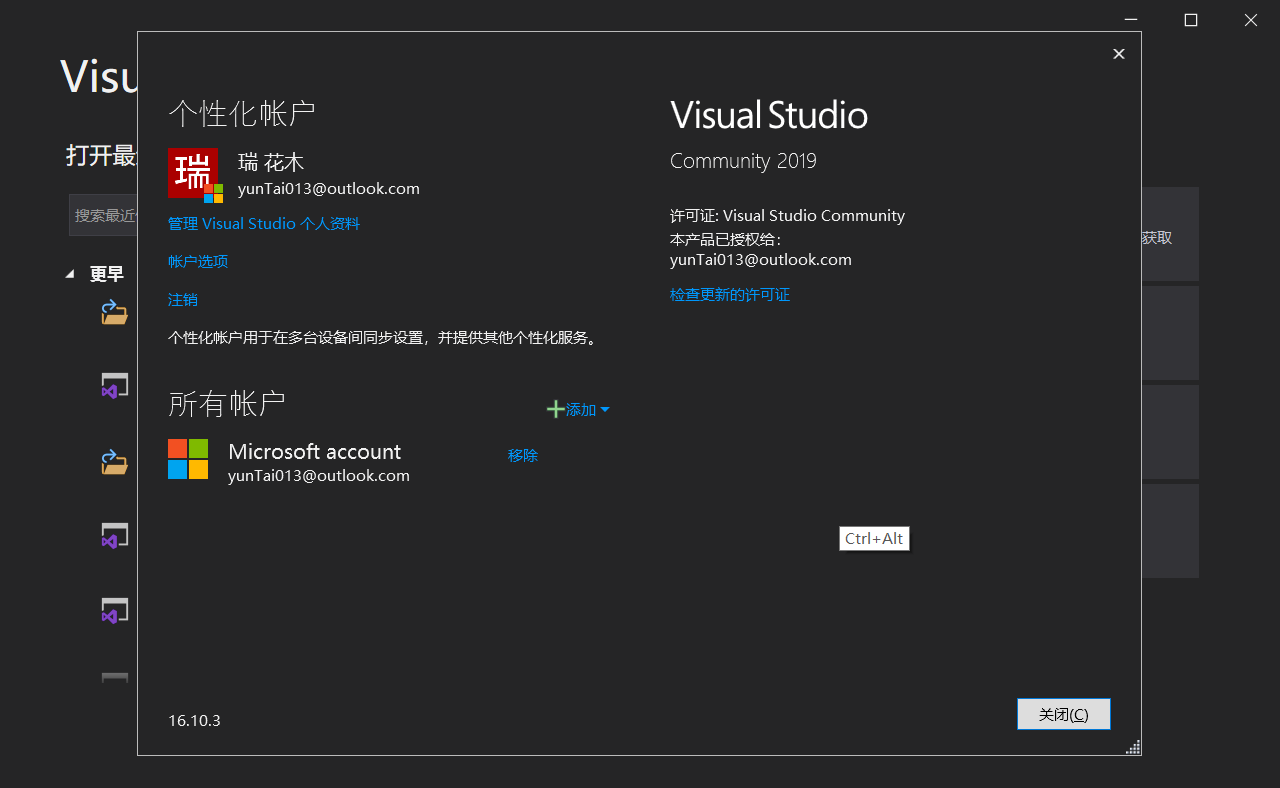 Visu
打开最
搜索最近
更早
获取
个性化帐户
瑞
瑞 花木
yunTai013@outlook.com
管理 Visual Studio 个人资料
帐户选项
注销
个性化帐户用于在多台设备间同步设置，并提供其他个性化服务。
所有帐户
添加
Microsoft account
yunTai013@outlook.com
移除
16.10.3
Visual Studio
Community 2019
许可证: Visual Studio Community
本产品已授权给:
yunTai013@outlook.com
检查更新的许可证
Ctrl+Alt
关闭(C)